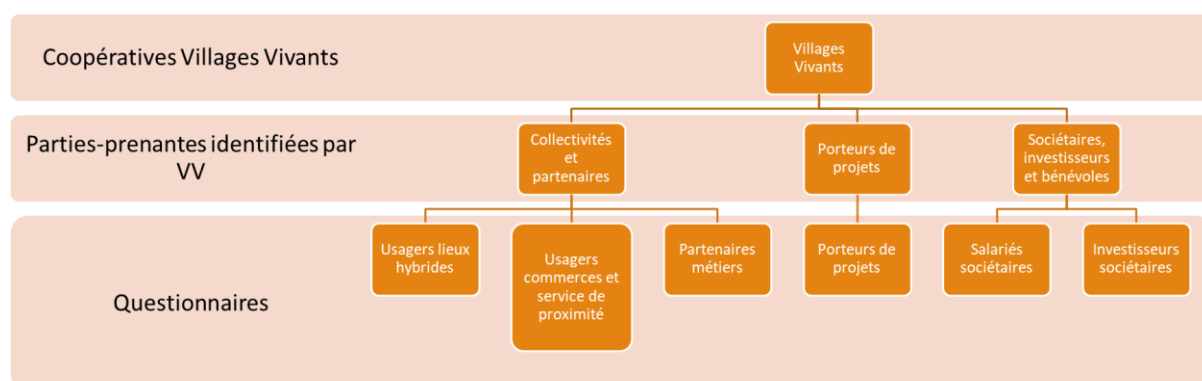 Coopératives Villages Vivants
Villages
Vivants
Parties-prenantes identifiées par
VV
Collectivités
et
partenaires
Porteurs de
projets
Sociétaires,
investisseurs
et bénévoles
Questionnaires
Usagers lieux
hybrides
Usagers
commerces et
service de
proximité
Partenaires
métiers
Porteurs de
projets
Salariés
sociétaires
Investisseurs
sociétaires